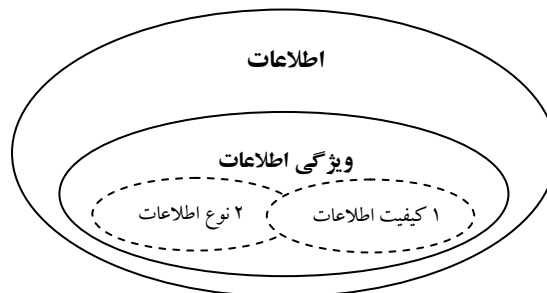 اطلاعات
ویژگی اطلاعات
۱ کیفیت اطلاعات
۲ نوع اطلاعات